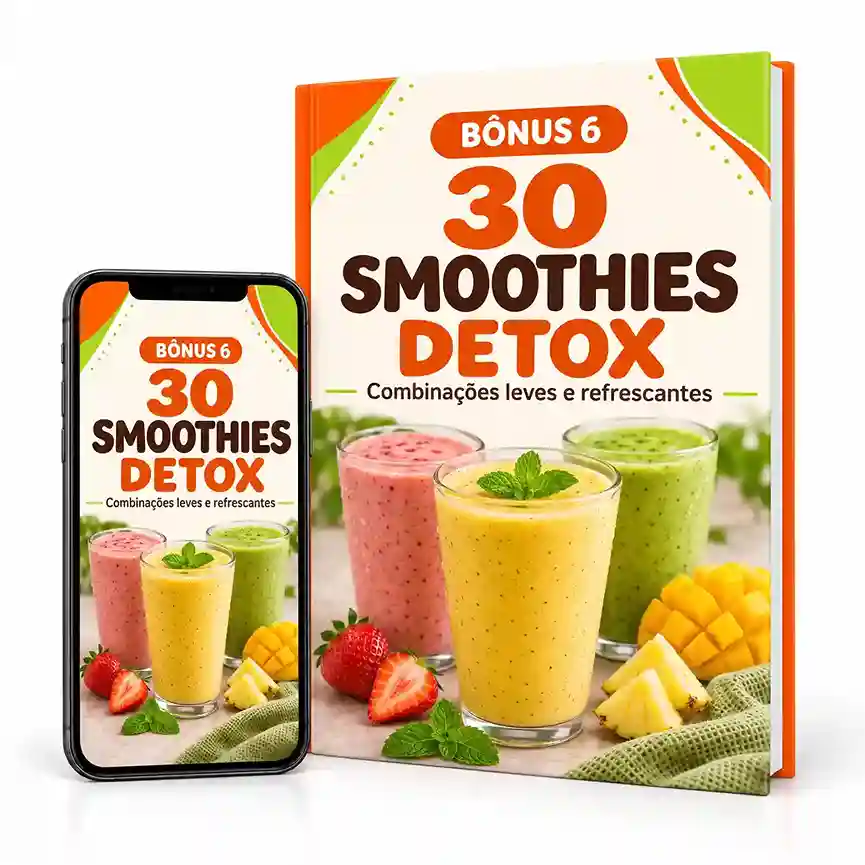 BÔNUS 6
30
SMOOTHIES
DETOX
Combinações leves e refrescantes
BÔNUS 6
30
SMOOTHIES
DETOX
Combinações leves e refrescantes